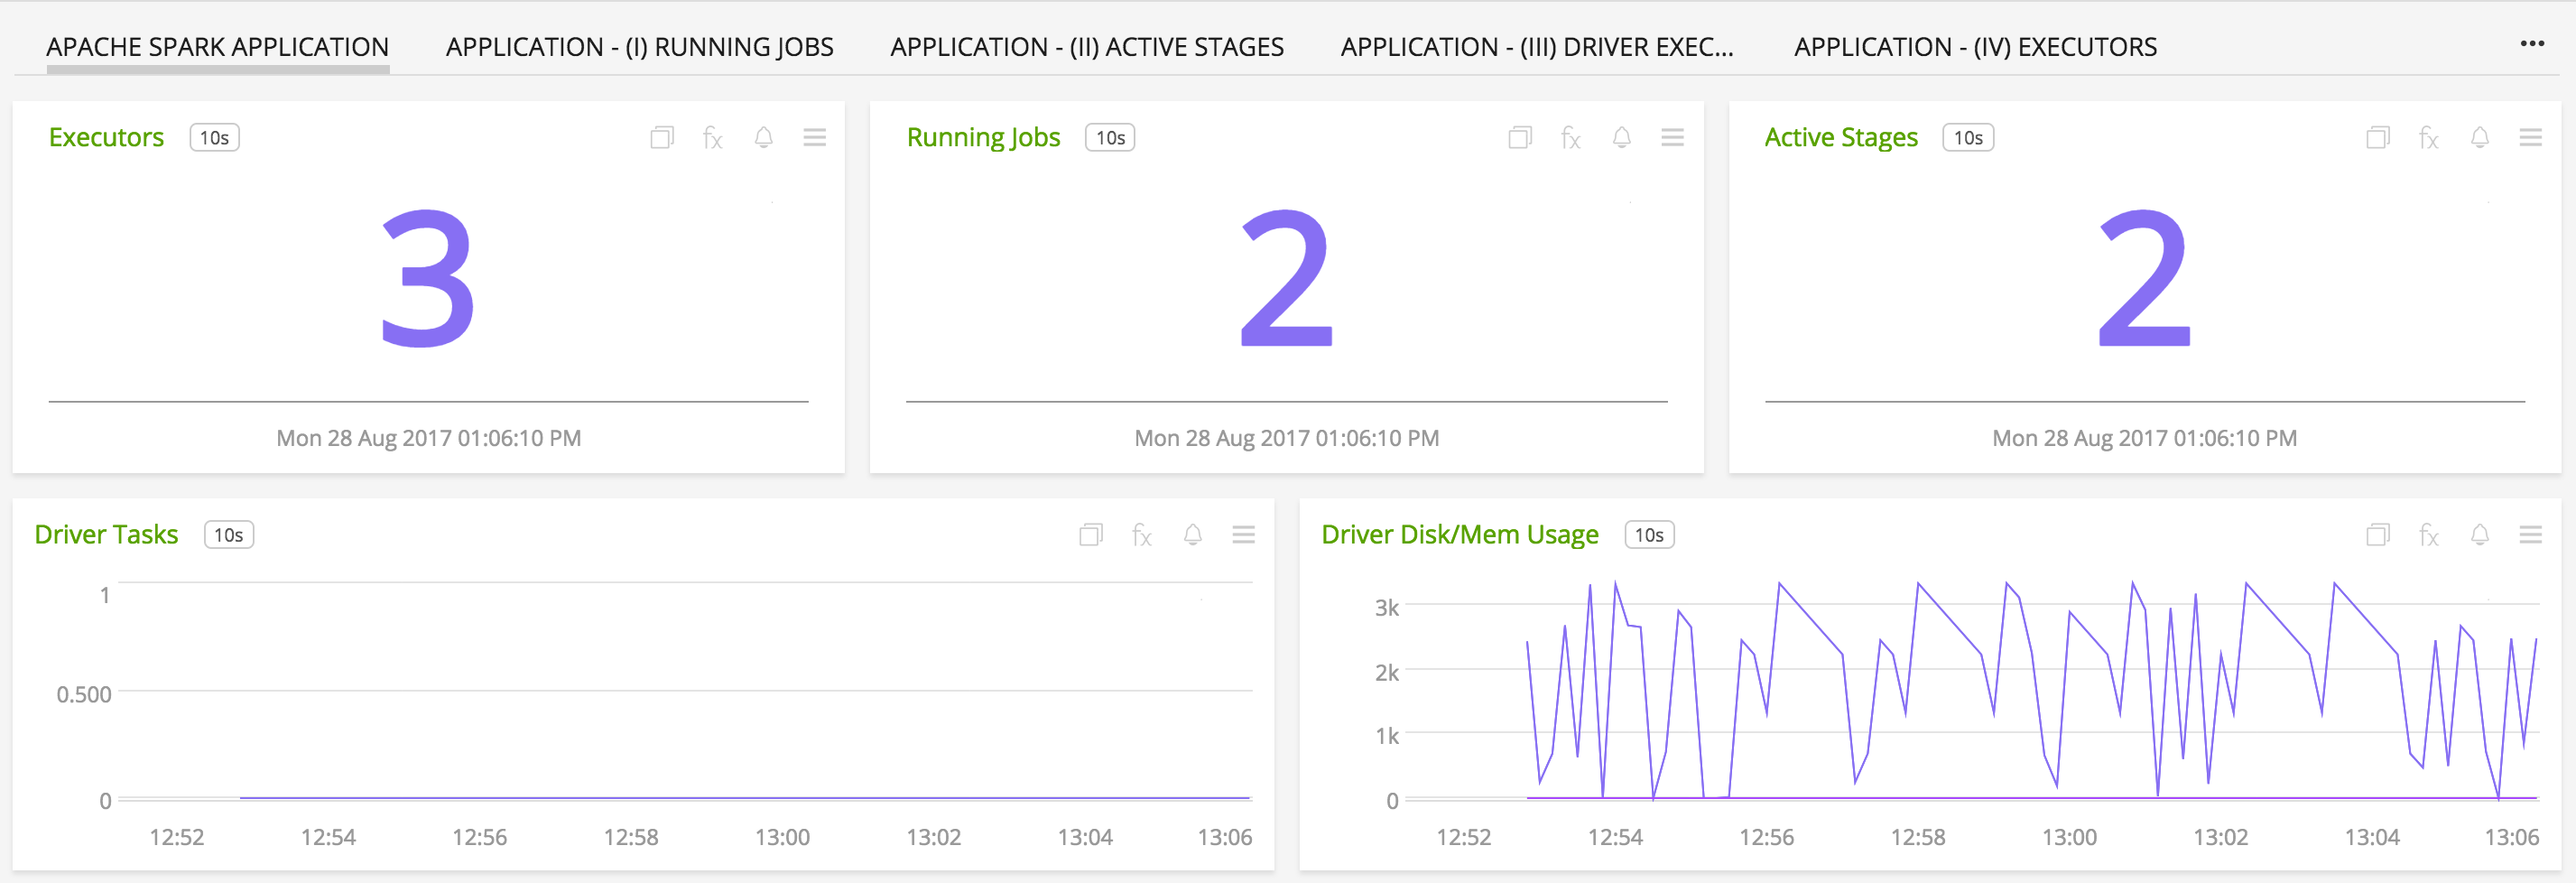 APACHE SPARK APPLICATION APPLICATION - (I) RUNNING JOBS APPLICATION - (II) ACTIVE STAGES APPLICATION - (III) DRIVER EXEC... APPLICATION - (IV) EXECUTORS
Executors 10s fx
3
Mon 28 Aug 2017 01:06:10 PM
Running Jobs 10s fx
2
Mon 28 Aug 2017 01:06:10 PM
Active Stages 10s fx
2
Mon 28 Aug 2017 01:06:10 PM
Driver Tasks 10s fx
1
0.500
0
12:52 12:54 12:56 12:58 13:00 13:02 13:04 13:06
Driver Disk/Mem Usage 10s fx
3k
2k
1k
0
12:52 12:54 12:56 12:58 13:00 13:02 13:04 13:06